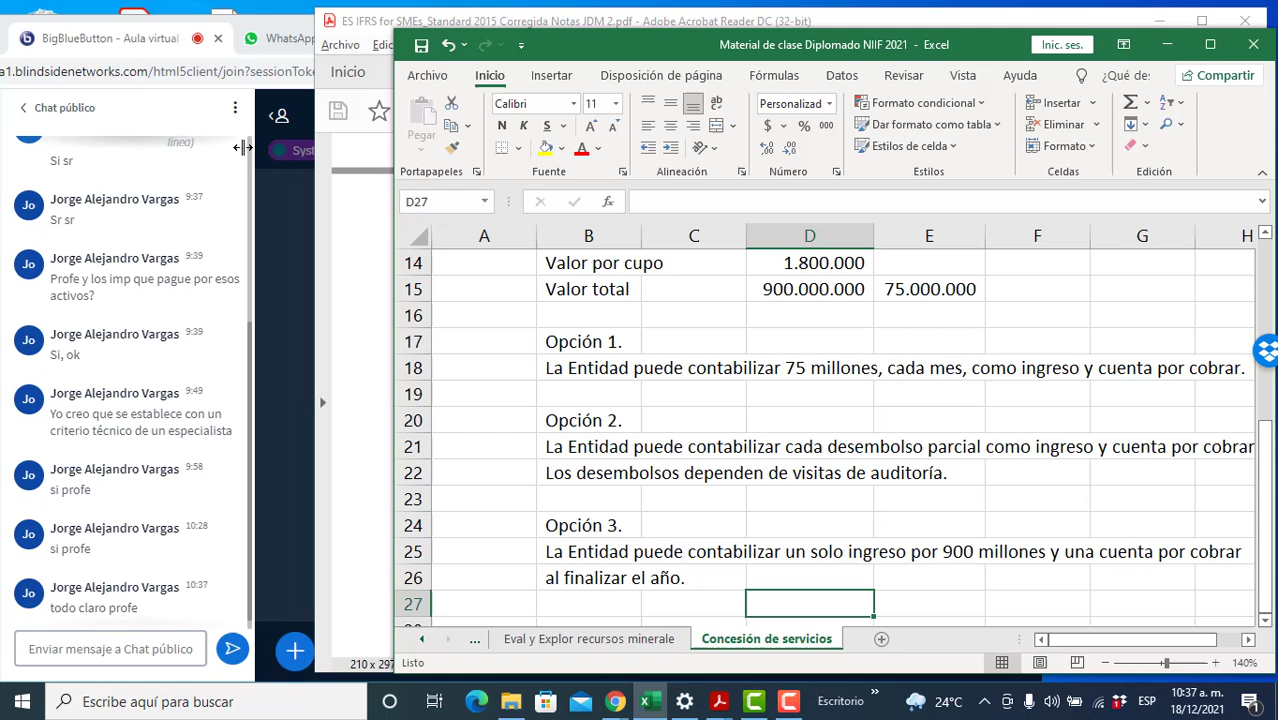 ES IFRS for SMEs_Standard 2015 Corregida Notas JDM 2.pdf - Adobe Acrobat Reader DC (32-bit)
BigBlueButton - Aula virtual
WhatsApp
Archivo
a1.blindsidenetworks.com/html5client/join?sessionToke
Inicio
Material de clase Diplomado NIIF 2021 - Excel
Inic. ses.
Archivo Inicio Insertar Disposición de página Fórmulas Datos Revisar Vista Ayuda ¿Qué de: Compartir
Pegar
Calibri 11
N K S
Personalizad
$ % 000
Formato condicional
Dar formato como tabla
Estilos de celda
Insertar
Eliminar
Formato
Portapapeles Fuente Alineación Número Estilos Celdas Edición
D27
fx
A B C D E F G H
14 Valor por cupo 1.800.000
15 Valor total 900.000.000 75.000.000
16
17 Opción 1.
18 La Entidad puede contabilizar 75 millones, cada mes, como ingreso y cuenta por cobrar.
19
20 Opción 2.
21 La Entidad puede contabilizar cada desembolso parcial como ingreso y cuenta por cobrar
22 Los desembolsos dependen de visitas de auditoría.
23
24 Opción 3.
25 La Entidad puede contabilizar un solo ingreso por 900 millones y una cuenta por cobrar
26 al finalizar el año.
27
... Eval y Explor recursos minerale Concesión de servicios
Listo
140%
210 x 297
Chat público
línea)
Si sr
Jo Jorge Alejandro Vargas 9:37
Sr sr
Jo Jorge Alejandro Vargas 9:39
Profe y los imp que pague por esos
activos?
Jo Jorge Alejandro Vargas 9:39
Si, ok
Jo Jorge Alejandro Vargas 9:49
Yo creo que se establece con un
criterio técnico de un especialista
Jo Jorge Alejandro Vargas 9:58
si profe
Jo Jorge Alejandro Vargas 10:28
si profe
Jo Jorge Alejandro Vargas 10:37
todo claro profe
Enviar mensaje a Chat público
Syst
Escribe aquí para buscar
Escritorio
24°C
ESP
10:37 a. m.
18/12/2021
1